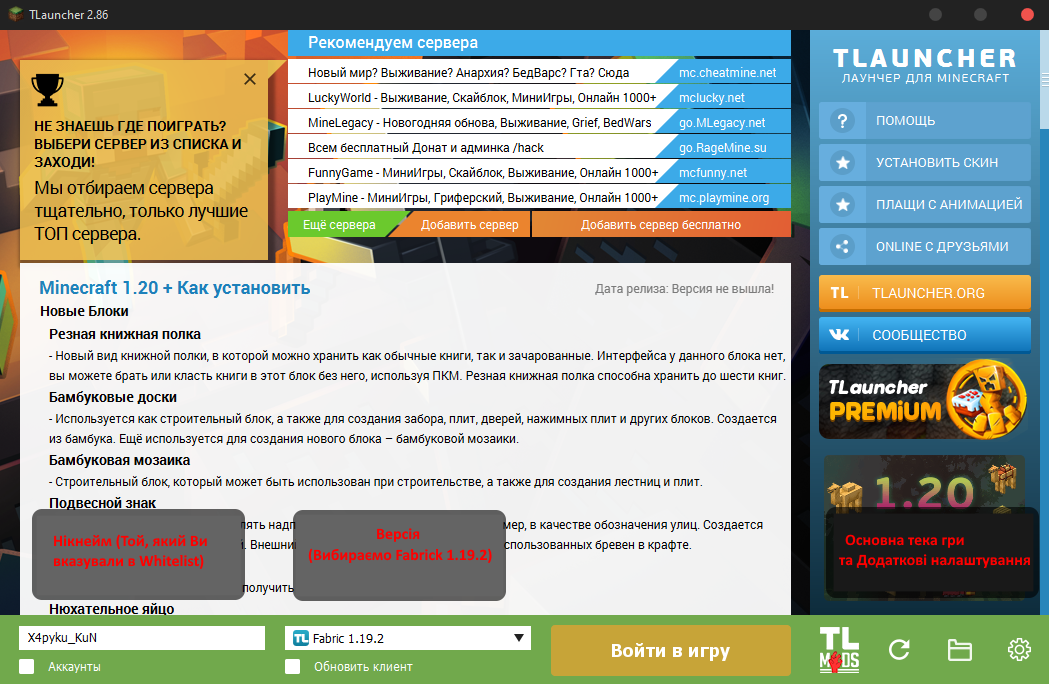 TLauncher 2.86
НЕ ЗНАЕШЬ ГДЕ ПОИГРАТЬ?
ВЫБЕРИ СЕРВЕР ИЗ СПИСКА И
ЗАХОДИ!
Мы отбираем сервера
тщательно, только лучшие
ТОП сервера.
Рекомендуем сервера
Новый мир? Выживание? Анархия? БедВарс? Гта? Сюда mc.cheatmine.net
LuckyWorld - Выживание, Скайблок, МиниИгры, Онлайн 1000+ mclucky.net
MineLegacy - Новогодняя обнова, Выживание, Grief, BedWars go.MLegacy.net
Всем бесплатный Донат и админка /hack go.RageMine.su
FunnyGame - МиниИгры, Скайблок, Выживание, Онлайн 1000+ mcfunny.net
PlayMine - МиниИгры, Гриферский, Выживание, Онлайн 1000+ mc.playmine.org
Ещё сервера Добавить сервер Добавить сервер бесплатно
Minecraft 1.20 + Как установить Дата релиза: Версия не вышла!
Новые Блоки
Резная книжная полка
- Новый вид книжной полки, в которой можно хранить как обычные книги, так и зачарованные. Интерфейса у данного блока нет,
вы можете брать или класть книги в этот блок без него, используя ПКМ. Резная книжная полка способна хранить до шести книг.
Бамбуковые доски
- Используется как строительный блок, а также для создания забора, плит, дверей, нажимных плит и других блоков. Создается
из бамбука. Ещё используется для создания нового блока – бамбуковой мозаики.
Бамбуковая мозаика
- Строительный блок, который может быть использован при строительстве, а также для создания лестниц и плит.
Подвесной знак
лять надп мер, в качестве обозначения улиц. Создается
. Внешни спользованных бревен в крафте.
получить
Нюхательное яйцо
Нікнейм (Той, який Ви
вказували в Whitelist)
Версія
(Вибираємо Fabrick 1.19.2)
TLAUNCHER
ЛАУНЧЕР ДЛЯ MINECRAFT
? ПОМОЩЬ
УСТАНОВИТЬ СКИН
ПЛАЩИ С АНИМАЦИЕЙ
ONLINE С ДРУЗЬЯМИ
TL TLAUNCHER.ORG
СООБЩЕСТВО
TLauncher
PREMIUM
1.20
Основна тека гри
та Додаткові налаштування
X4pyku_KuN
TL Fabric 1.19.2
Войти в игру
TL
MODS
Аккаунты
Обновить клиент